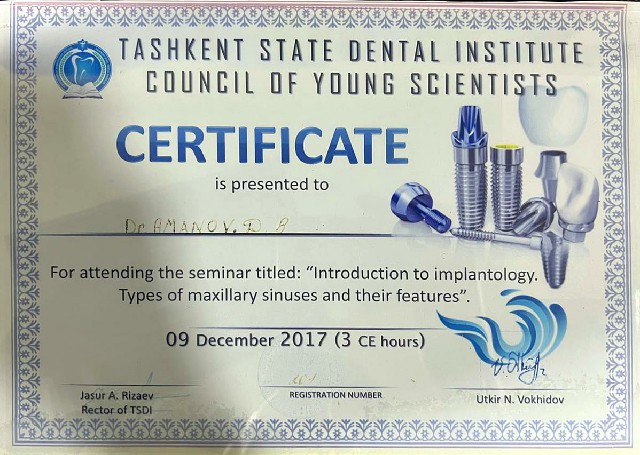 TASHKENT STATE DENTAL INSTITUTE
COUNCIL OF YOUNG SCIENTISTS
CERTIFICATE
is presented to
Dr AMANOV. D. A
For attending the seminar titled: “Introduction to implantology.
Types of maxillary sinuses and their features”.
09 December 2017 (3 CE hours)
Jasur A. Rizaev
Rector of TSDI
REGISTRATION NUMBER
Utkir N. Vokhidov